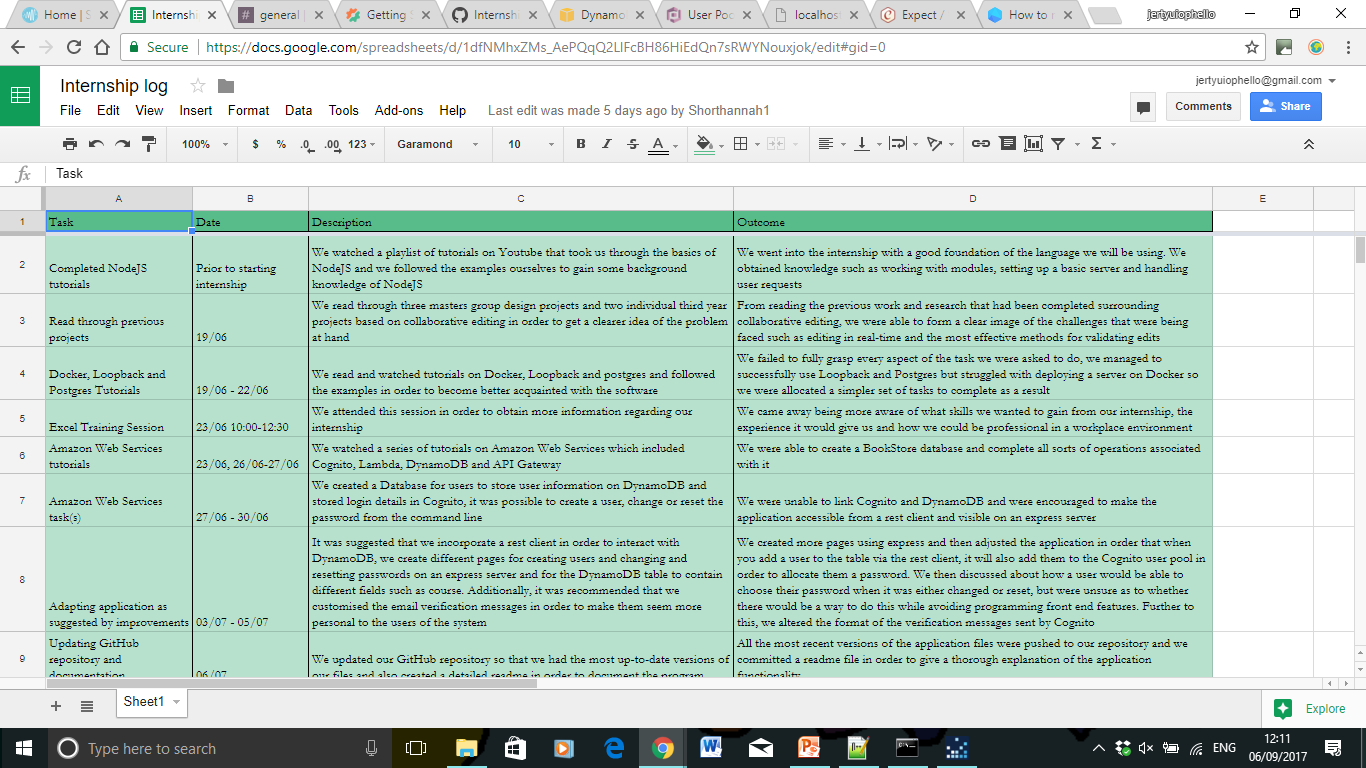 Home | S
Internshi
general |
Getting S
Internshi
Dynamo
User Poo
localhos
Expect /
How to r
jertyuiophello
Secure https://docs.google.com/spreadsheets/d/1dfNMhxZMs_AePQqQ2LlFcBH86HiEdQn7sRWYNouxjok/edit#gid=0
Internship log
jertyuiophello@gmail.com
File Edit View Insert Format Data Tools Add-ons Help Last edit was made 5 days ago by Shorthannah1
Comments
Share
100% $ % .0 .00 123 Garamond 10 B I S A Σ
fx Task
A B C D E
1 Task Date Description Outcome
2
Completed NodeJS
tutorials
Prior to starting
internship
We watched a playlist of tutorials on Youtube that took us through the basics of
NodeJS and we followed the examples ourselves to gain some background
knowledge of NodeJS
We went into the internship with a good foundation of the language we will be using. We
obtained knowledge such as working with modules, setting up a basic server and handling
user requests
3
Read through previous
projects
19/06
We read through three masters group design projects and two individual third year
projects based on collaborative editing in order to get a clearer idea of the problem
at hand
From reading the previous work and research that had been completed surrounding
collaborative editing, we were able to form a clear image of the challenges that were being
faced such as editing in real-time and the most effective methods for validating edits
4
Docker, Loopback and
Postgres Tutorials
19/06 - 22/06
We read and watched tutorials on Docker, Loopback and postgres and followed
the examples in order to become better acquainted with the software
We failed to fully grasp every aspect of the task we were asked to do, we managed to
successfully use Loopback and Postgres but struggled with deploying a server on Docker so
we were allocated a simpler set of tasks to complete as a result
5
Excel Training Session
23/06 10:00-12:30
We attended this session in order to obtain more information regarding our
internship
We came away being more aware of what skills we wanted to gain from our internship, the
experience it would give us and how we could be professional in a workplace environment
6
Amazon Web Services
tutorials
23/06, 26/06-27/06
We watched a series of tutorials on Amazon Web Services which included
Cognito, Lambda, DynamoDB and API Gateway
We were able to create a BookStore database and complete all sorts of operations associated
with it
7
Amazon Web Services
task(s)
27/06 - 30/06
We created a Database for users to store user information on DynamoDB and
stored login details in Cognito, it was possible to create a user, change or reset the
password from the command line
We were unable to link Cognito and DynamoDB and were encouraged to make the
application accessible from a rest client and visible on an express server
8
Adapting application as
suggested by improvements
03/07 - 05/07
It was suggested that we incorporate a rest client in order to interact with
DynamoDB, we create different pages for creating users and changing and
resetting passwords on an express server and for the DynamoDB table to contain
different fields such as course. Additionally, it was recommended that we
customised the email verification messages in order to make them seem more
personal to the users of the system
We created more pages using express and then adjusted the application in order that when
you add a user to the table via the rest client, it will also add them to the Cognito user pool in
order to allocate them a password. We then discussed about how a user would be able to
choose their password when it was either changed or reset, but were unsure as to whether
there would be a way to do this while avoiding programming front end features. Further to
this, we altered the format of the verification messages sent by Cognito
9
Updating GitHub
repository and
documentation
06/07
We updated our GitHub repository so that we had the most up-to-date versions of
our files and also created a detailed readme in order to document the program
All the most recent versions of the application files were pushed to our repository and we
committed a readme file in order to give a thorough explanation of the application
functionality
Sheet1
Explore
Type here to search
ENG
12:11
06/09/2017